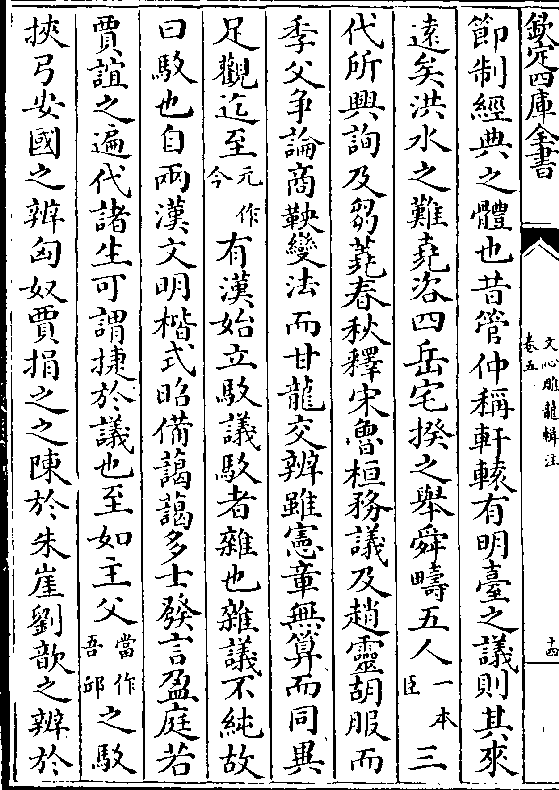 欽定四庫全書
文心雕龍輯注
卷五
十四
節制經典之體也昔管仲稱軒轅有明臺之議則其來
遠矣洪水之難堯咨四岳宅揆之舉舜疇五人一本臣三
代所興詢及芻蕘春秋釋宋魯桓務議及趙靈胡服而
季父爭論商鞅變法而甘龍交辨雖憲章無算而同異
足觀迄至元作今有漢始立駮議駮者雜也雜議不純故
曰駮也自兩漢文明楷式昭備藹藹多士發言盈庭若
賈誼之遍代諸生可謂捷於議也至如主父當作吾邱之駮
挾弓安國之辨匈奴賈捐之之陳於朱崖劉歆之辨於